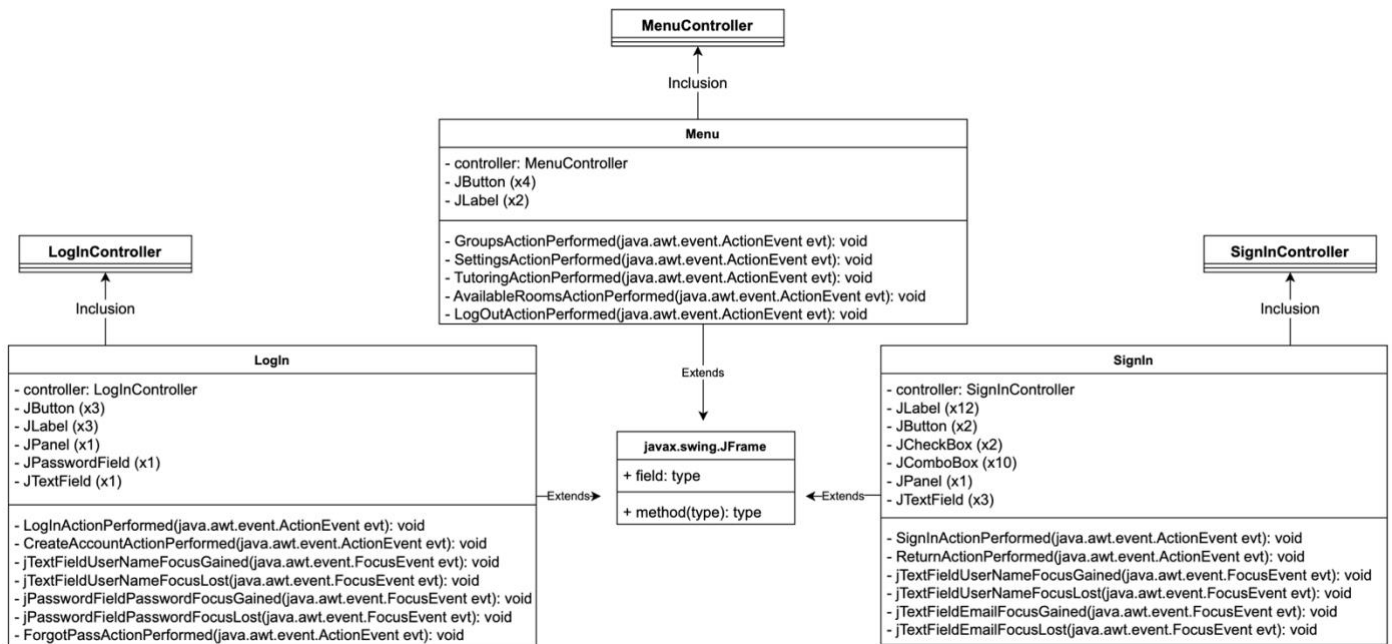 MenuController
Inclusion
Menu
- controller: MenuController
- JButton (x4)
- JLabel (x2)
- GroupsActionPerformed(java.awt.event.ActionEvent evt): void
- SettingsActionPerformed(java.awt.event.ActionEvent evt): void
- TutoringActionPerformed(java.awt.event.ActionEvent evt): void
- AvailableRoomsActionPerformed(java.awt.event.ActionEvent evt): void
- LogOutActionPerformed(java.awt.event.ActionEvent evt): void
LogInController
Inclusion
LogIn
- controller: LogInController
- JButton (x3)
- JLabel (x3)
- JPanel (x1)
- JPasswordField (x1)
- JTextField (x1)
- LogInActionPerformed(java.awt.event.ActionEvent evt): void
- CreateAccountActionPerformed(java.awt.event.ActionEvent evt): void
- jTextFieldUserNameFocusGained(java.awt.event.FocusEvent evt): void
- jTextFieldUserNameFocusLost(java.awt.event.FocusEvent evt): void
- jPasswordFieldPasswordFocusGained(java.awt.event.FocusEvent evt): void
- jPasswordFieldPasswordFocusLost(java.awt.event.FocusEvent evt): void
- ForgotPassActionPerformed(java.awt.event.ActionEvent evt): void
Extends
Extends
javax.swing.JFrame
+ field: type
+ method(type): type
Extends
SignInController
Inclusion
SignIn
- controller: SignInController
- JLabel (x12)
- JButton (x2)
- JCheckBox (x2)
- JComboBox (x10)
- JPanel (x1)
- JTextField (x3)
- SignInActionPerformed(java.awt.event.ActionEvent evt): void
- ReturnActionPerformed(java.awt.event.ActionEvent evt): void
- jTextFieldUserNameFocusGained(java.awt.event.FocusEvent evt): void
- jTextFieldUserNameFocusLost(java.awt.event.FocusEvent evt): void
- jTextFieldEmailFocusGained(java.awt.event.FocusEvent evt): void
- jTextFieldEmailFocusLost(java.awt.event.FocusEvent evt): void